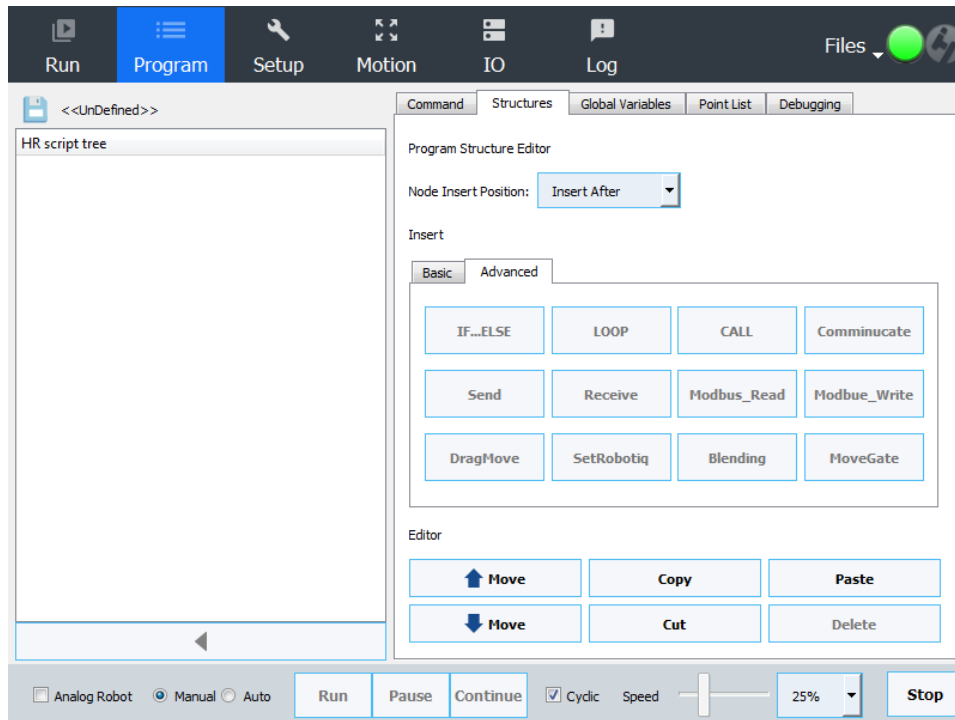 Run Program Setup Motion IO Log Files
<<UnDefined>>
HR script tree
Command Structures Global Variables Point List Debugging
Program Structure Editor
Node Insert Position: Insert After
Insert
Basic Advanced
IF...ELSE LOOP CALL Comminucate
Send Receive Modbus_Read Modbue_Write
DragMove SetRobotiq Blending MoveGate
Editor
Move Copy Paste
Move Cut Delete
Analog Robot Manual Auto Run Pause Continue Cyclic Speed 25% Stop